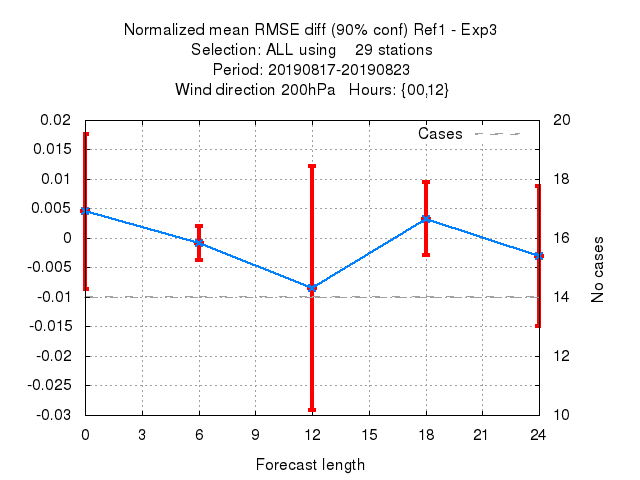 Normalized mean RMSE diff (90% conf) Ref1 - Exp3
Selection: ALL using    29 stations
Period: 20190817-20190823
Wind direction 200hPa   Hours: {00,12}
Cases
0.02
0.015
0.01
0.005
0
-0.005
-0.01
-0.015
-0.02
-0.025
-0.03
20
18
16
14
12
10
No cases
0 3 6 9 12 15 18 21 24
Forecast length